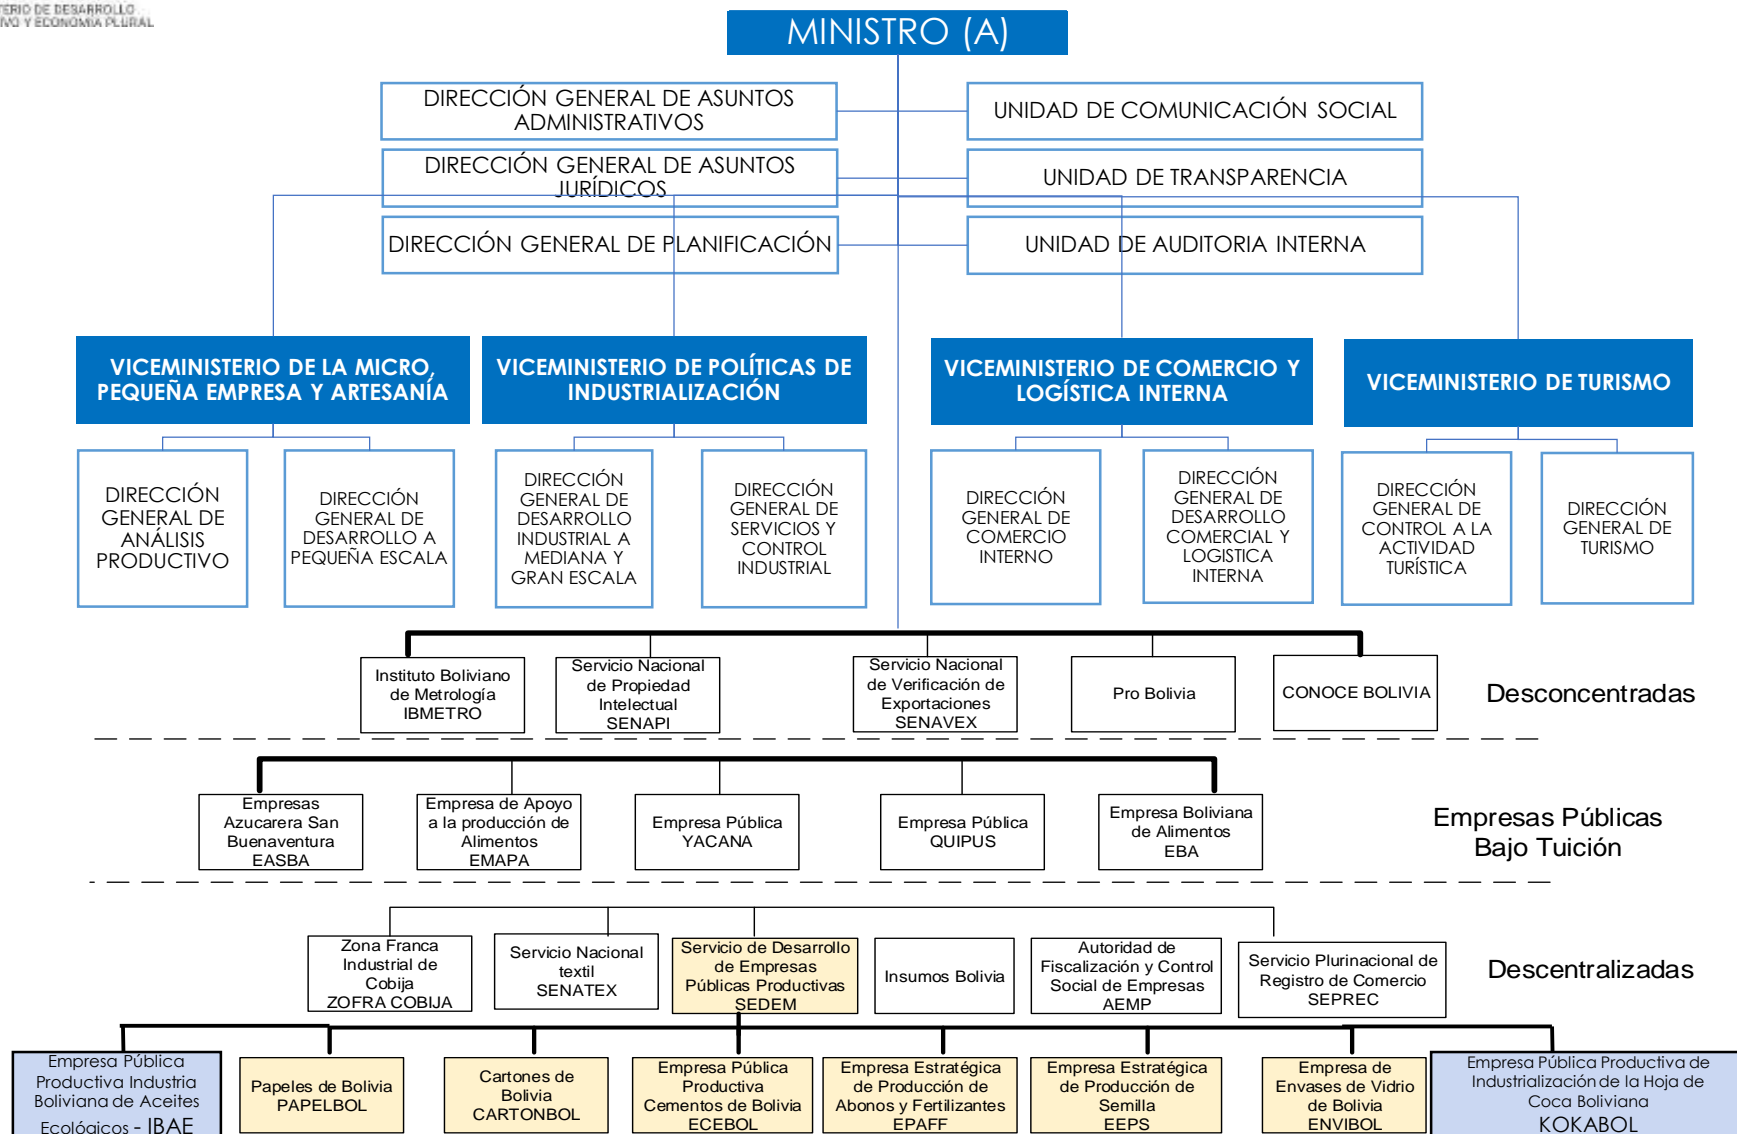 DESARROLLO
Y ECONOMÍA PLURAL
MINISTRO (A)
DIRECCIÓN GENERAL DE ASUNTOS
ADMINISTRATIVOS
UNIDAD DE COMUNICACIÓN SOCIAL
DIRECCIÓN GENERAL DE ASUNTOS
JURÍDICOS
UNIDAD DE TRANSPARENCIA
DIRECCIÓN GENERAL DE PLANIFICACIÓN
UNIDAD DE AUDITORIA INTERNA
VICEMINISTERIO DE LA MICRO,
PEQUEÑA EMPRESA Y ARTESANÍA
VICEMINISTERIO DE POLÍTICAS DE
INDUSTRIALIZACIÓN
VICEMINISTERIO DE COMERCIO Y
LOGÍSTICA INTERNA
VICEMINISTERIO DE TURISMO
DIRECCIÓN
GENERAL DE
ANÁLISIS
PRODUCTIVO
DIRECCIÓN
GENERAL DE
DESARROLLO A
PEQUEÑA ESCALA
DIRECCIÓN
GENERAL DE
DESARROLLO
INDUSTRIAL A
MEDIANA Y
GRAN ESCALA
DIRECCIÓN
GENERAL DE
SERVICIOS Y
CONTROL
INDUSTRIAL
DIRECCIÓN
GENERAL DE
COMERCIO
INTERNO
DIRECCIÓN
GENERAL DE
DESARROLLO
COMERCIAL Y
LOGISTICA
INTERNA
DIRECCIÓN
GENERAL DE
CONTROL A LA
ACTIVIDAD
TURÍSTICA
DIRECCIÓN
GENERAL DE
TURISMO
Instituto Boliviano
de Metrología
IBMETRO
Servicio Nacional
de Propiedad
Intelectual
SENAPI
Servicio Nacional
de Verificación de
Exportaciones
SENAVEX
Pro Bolivia
CONOCE BOLIVIA
Desconcentradas
Empresas
Azucarera San
Buenaventura
EASBA
Empresa de Apoyo
a la producción de
Alimentos
EMAPA
Empresa Pública
YACANA
Empresa Pública
QUIPUS
Empresa Boliviana
de Alimentos
EBA
Empresas Públicas
Bajo Tuición
Zona Franca
Industrial de
Cobija
ZOFRA COBIJA
Servicio Nacional
textil
SENATEX
Servicio de Desarrollo
de Empresas
Públicas Productivas
SEDEM
Insumos Bolivia
Autoridad de
Fiscalización y Control
Social de Empresas
AEMP
Servicio Plurinacional de
Registro de Comercio
SEPREC
Descentralizadas
Empresa Pública
Productiva Industria
Boliviana de Aceites
Ecológicos - IBAE
Papeles de Bolivia
PAPELBOL
Cartones de
Bolivia
CARTONBOL
Empresa Pública
Productiva
Cementos de Bolivia
ECEBOL
Empresa Estratégica
de Producción de
Abonos y Fertilizantes
EPAFF
Empresa Estratégica
de Producción de
Semilla
EEPS
Empresa de
Envases de Vidrio
de Bolivia
ENVIBOL
Empresa Pública Productiva de
Industrialización de la Hoja de
Coca Boliviana
KOKABOL